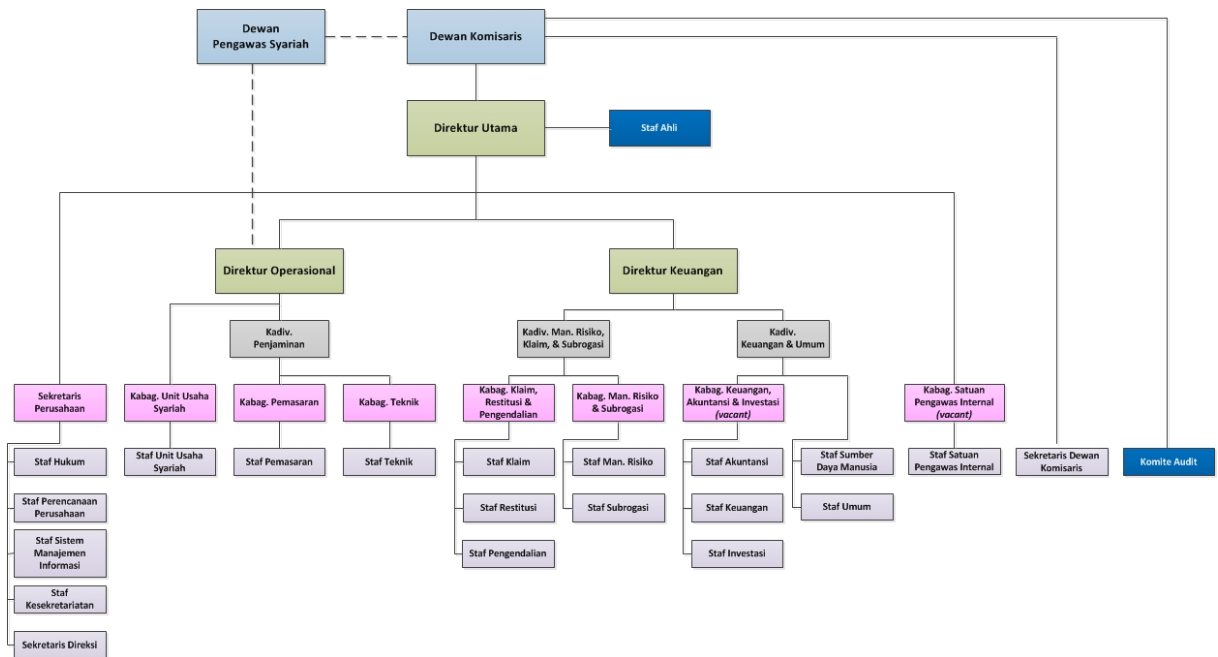 Dewan
Pengawas Syariah
Dewan Komisaris
Direktur Utama
Staf Ahli
Direktur Operasional
Direktur Keuangan
Kadiv.
Penjaminan
Kadiv. Man. Risiko,
Klaim, & Subrogasi
Kadiv.
Keuangan & Umum
Sekretaris
Perusahaan
Kabag. Unit Usaha
Syariah
Kabag. Pemasaran
Kabag. Teknik
Kabag. Klaim,
Restitusi &
Pengendalian
Kabag. Man. Risiko
& Subrogasi
Kabag. Keuangan,
Akuntansi & Investasi
(vacant)
Kabag. Satuan
Pengawas Internal
(vacant)
Staf Hukum
Staf Unit Usaha
Syariah
Staf Pemasaran
Staf Teknik
Staf Klaim
Staf Man. Risiko
Staf Akuntansi
Staf Sumber
Daya Manusia
Staf Satuan
Pengawas Internal
Sekretaris Dewan
Komisaris
Komite Audit
Staf Perencanaan
Perusahaan
Staf Restitusi
Staf Subrogasi
Staf Keuangan
Staf Umum
Staf Sistem
Manajemen
Informasi
Staf Pengendalian
Staf Investasi
Staf
Kesekretariatan
Sekretaris Direksi